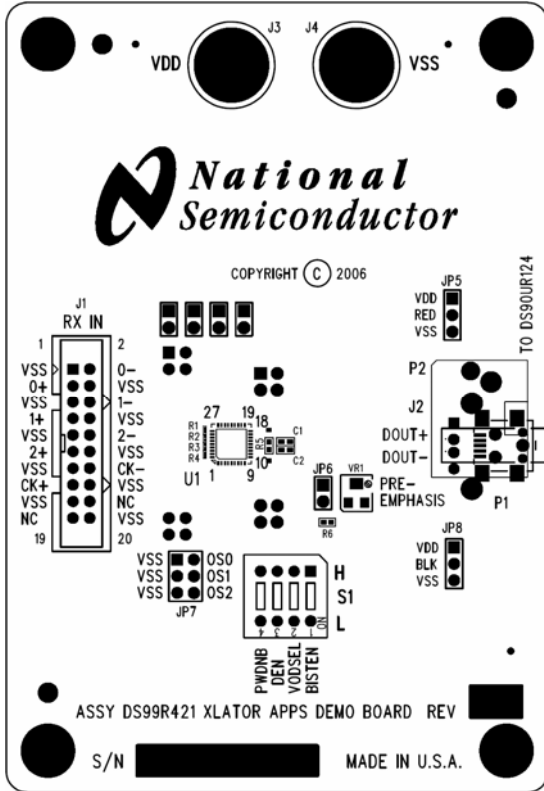 J3 J4
VDD VSS
National
Semiconductor
COPYRIGHT © 2006
JP5
VDD
RED
VSS
TO DS90UR124
J1
RX IN
1 2
VSS 0-
0+ VSS
VSS 1-
1+ VSS
VSS 2-
2+ VSS
VSS CK-
CK+ VSS
VSS NC
NC VSS
19 20
27 19
18
R1
R2
R3
R4
R5
C1
C2
10
1 9
U1
P2
J2
DOUT+
DOUT-
P1
JP6
VR1
PRE-
EMPHASIS
R6
JP8
VDD
BLK
VSS
VSS OS0
VSS OS1
VSS OS2
JP7
H
S1
L
4 3 2 1 ON
PWDNB
DEN
VODSEL
BISTEN
ASSY DS99R421 XLATOR APPS DEMO BOARD REV
S/N MADE IN U.S.A.